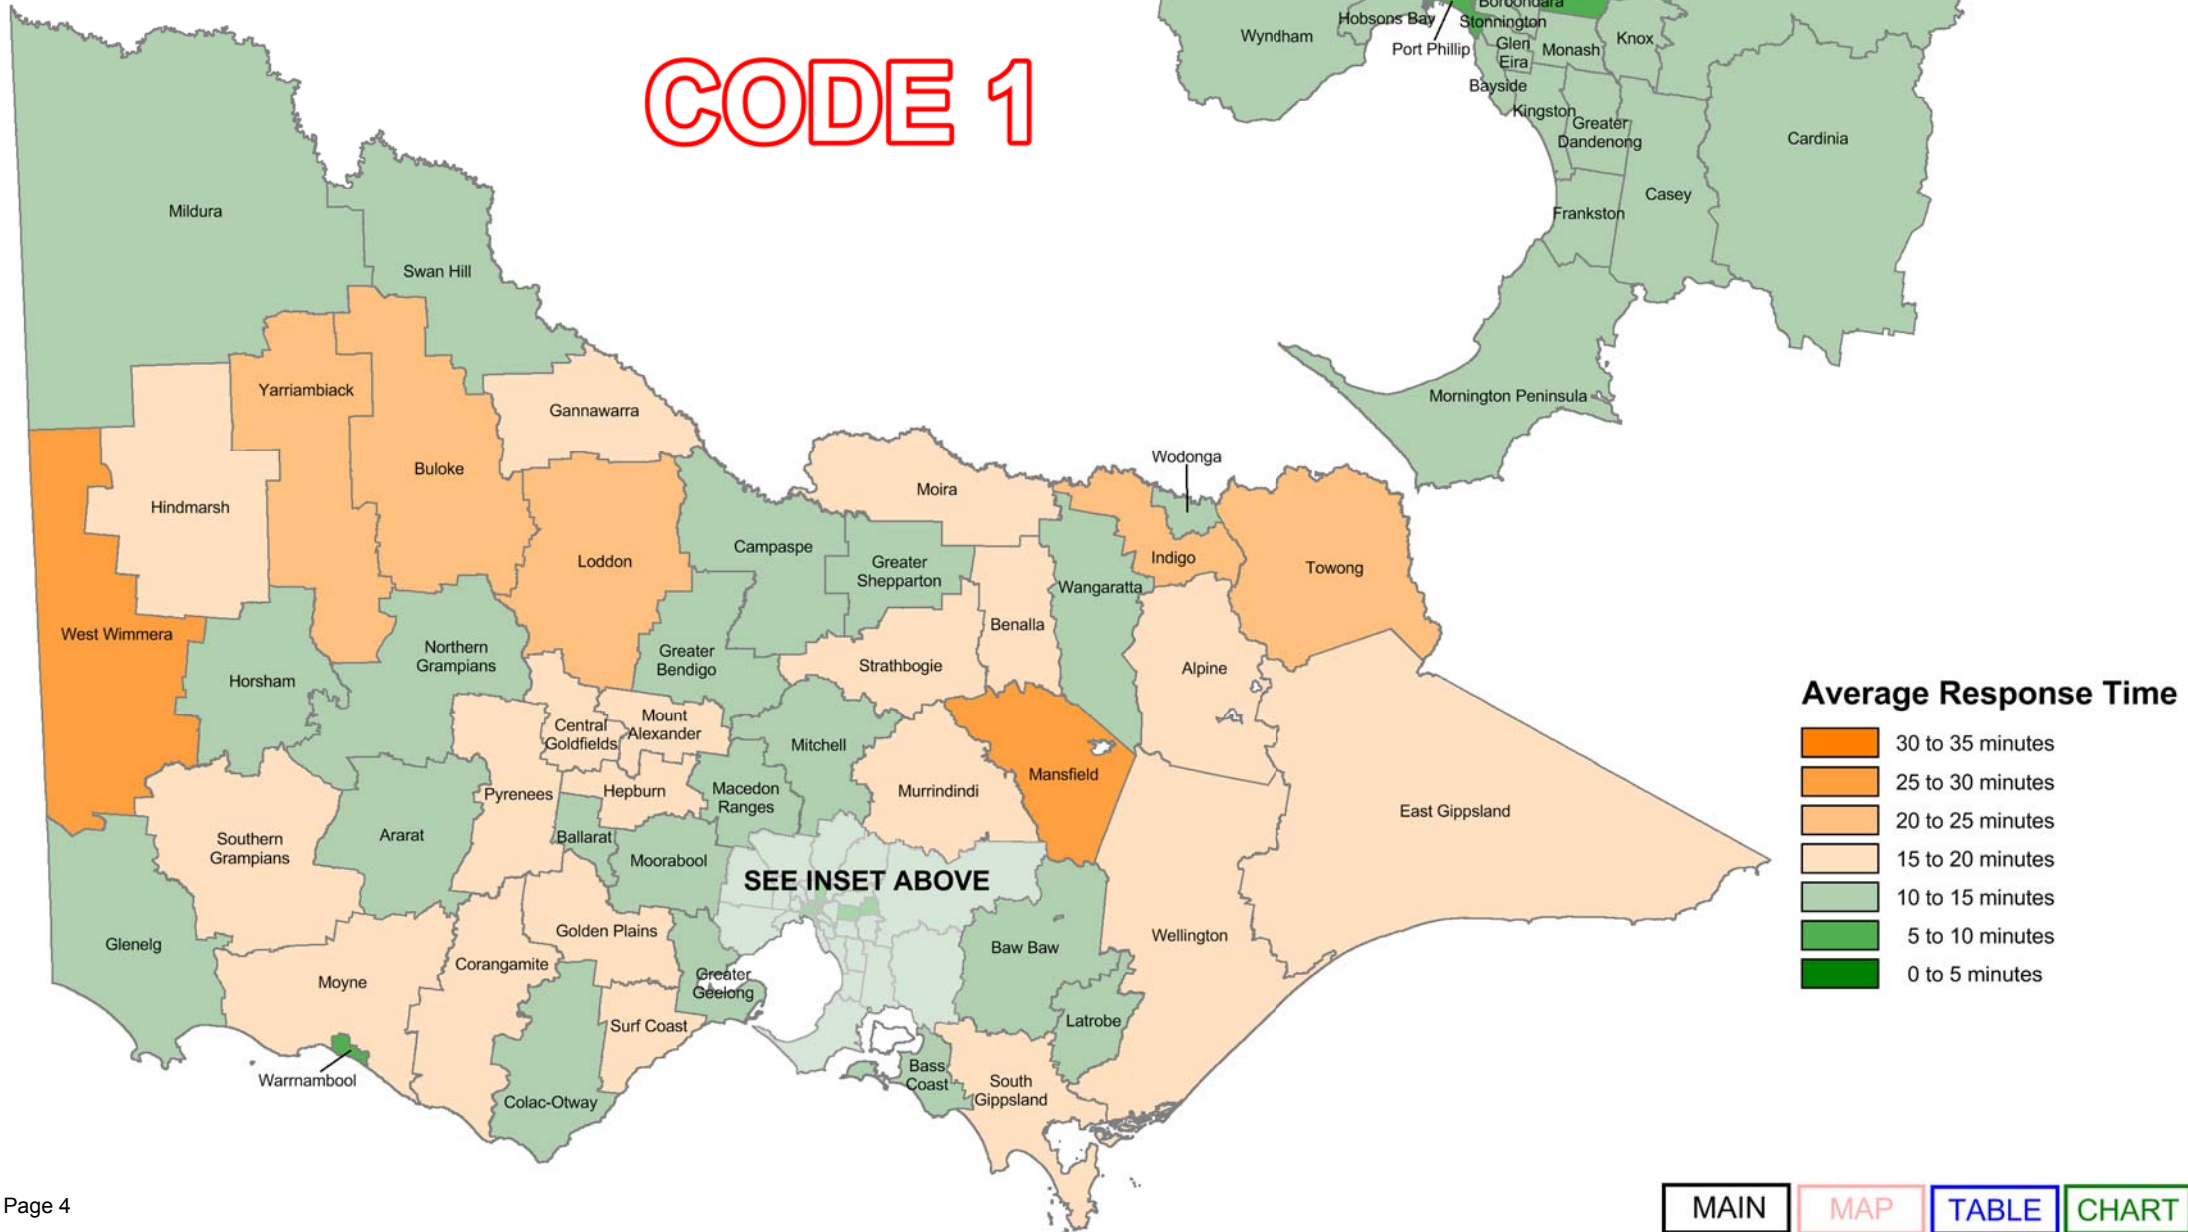 Boroondara
Hobsons Bay
Stonnington
Wyndham
Port Phillip
Glen
Eira
Monash
Knox
Bayside
Kingston
Greater
Dandenong
Cardinia
Casey
Frankston
Mornington Peninsula
CODE 1
Mildura
Swan Hill
Yarriambiack
Gannawarra
Buloke
Hindmarsh
Moira
Wodonga
Loddon
Campaspe
Greater
Shepparton
Indigo
Towong
Wangaratta
Benalla
West Wimmera
Horsham
Northern
Grampians
Greater
Bendigo
Strathbogie
Alpine
Central
Goldfields
Mount
Alexander
Mitchell
Mansfield
Pyrenees
Hepburn
Macedon
Ranges
Murrindindi
East Gippsland
Southern
Grampians
Ararat
Ballarat
Moorabool
SEE INSET ABOVE
Glenelg
Moyne
Corangamite
Golden Plains
Greater
Geelong
Baw Baw
Wellington
Surf Coast
Latrobe
Warrnambool
Colac-Otway
Bass
Coast
South
Gippsland
Average Response Time
30 to 35 minutes
25 to 30 minutes
20 to 25 minutes
15 to 20 minutes
10 to 15 minutes
5 to 10 minutes
0 to 5 minutes
Page 4
MAIN
MAP
TABLE
CHART